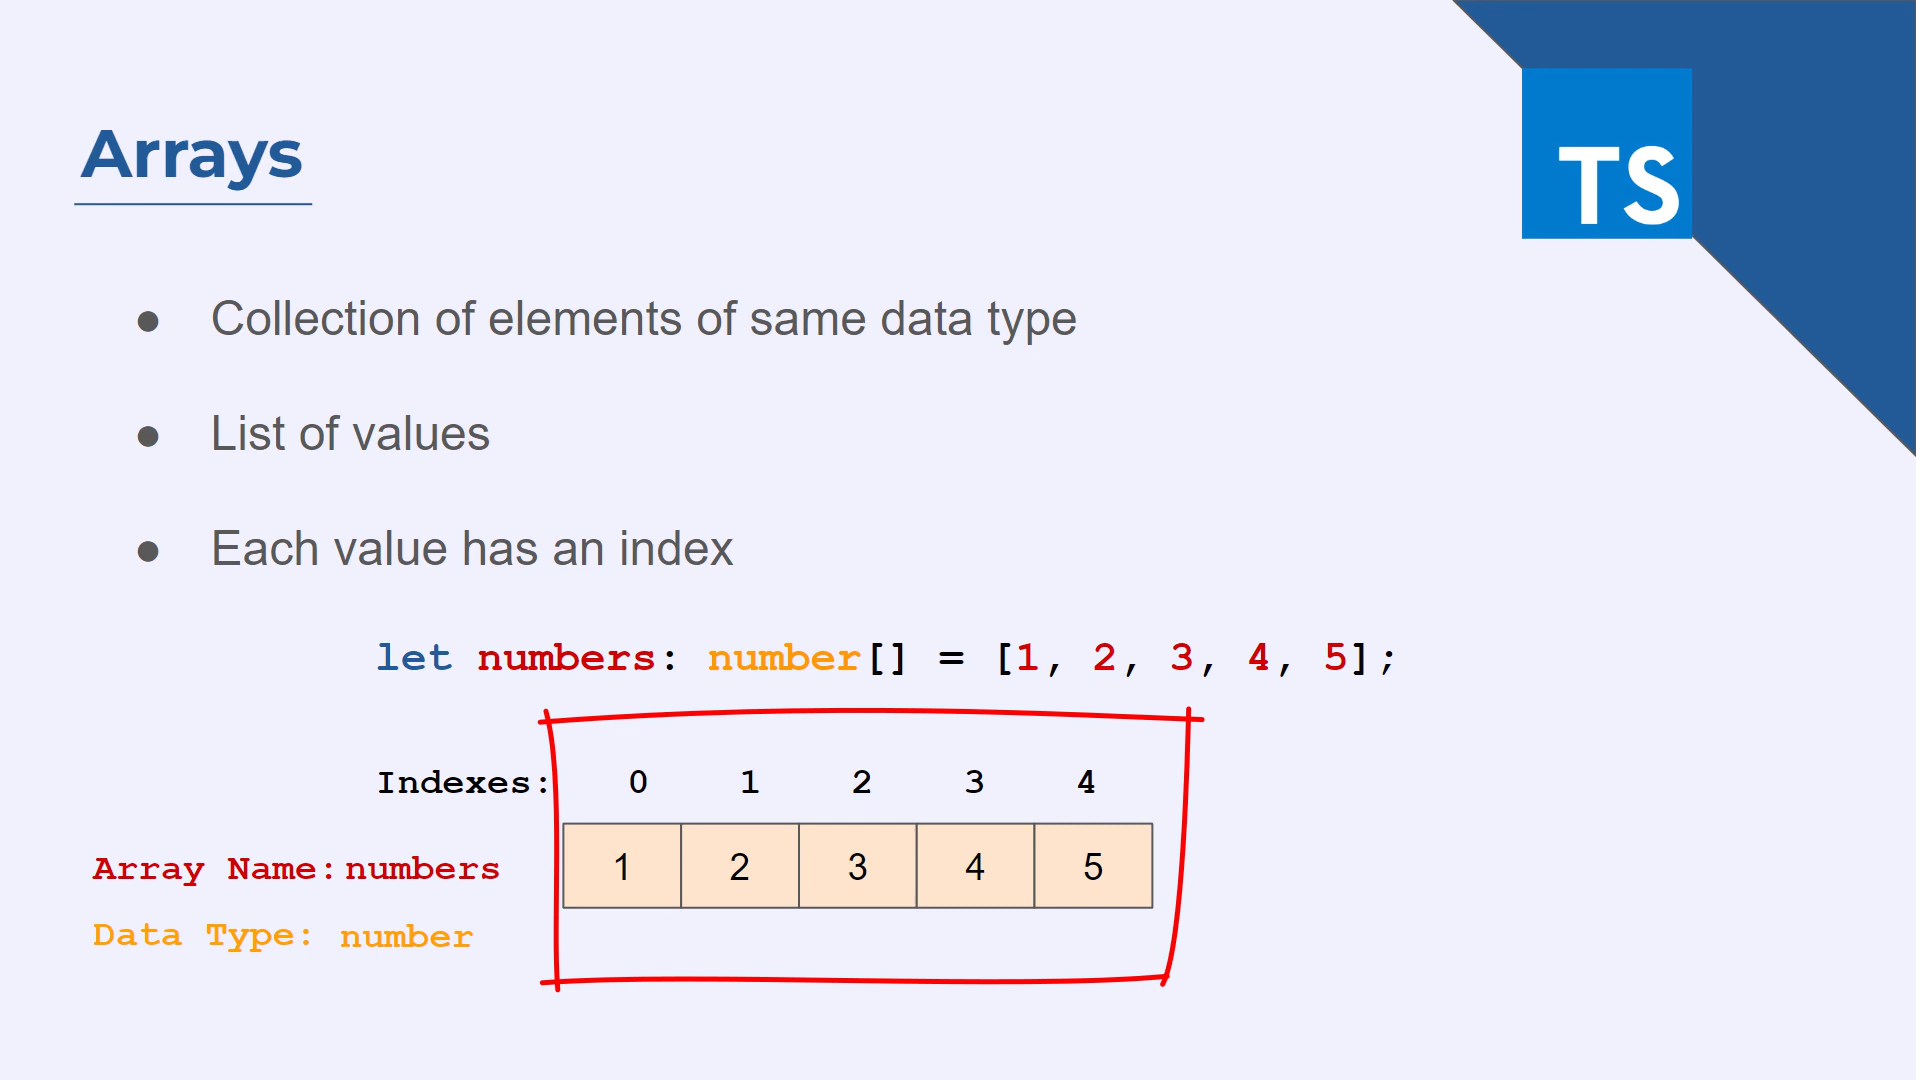 Arrays
TS
● Collection of elements of same data type
● List of values
● Each value has an index
let numbers: number[] = [1, 2, 3, 4, 5];
Indexes: 0 1 2 3 4
Array Name: numbers 1 2 3 4 5
Data Type: number